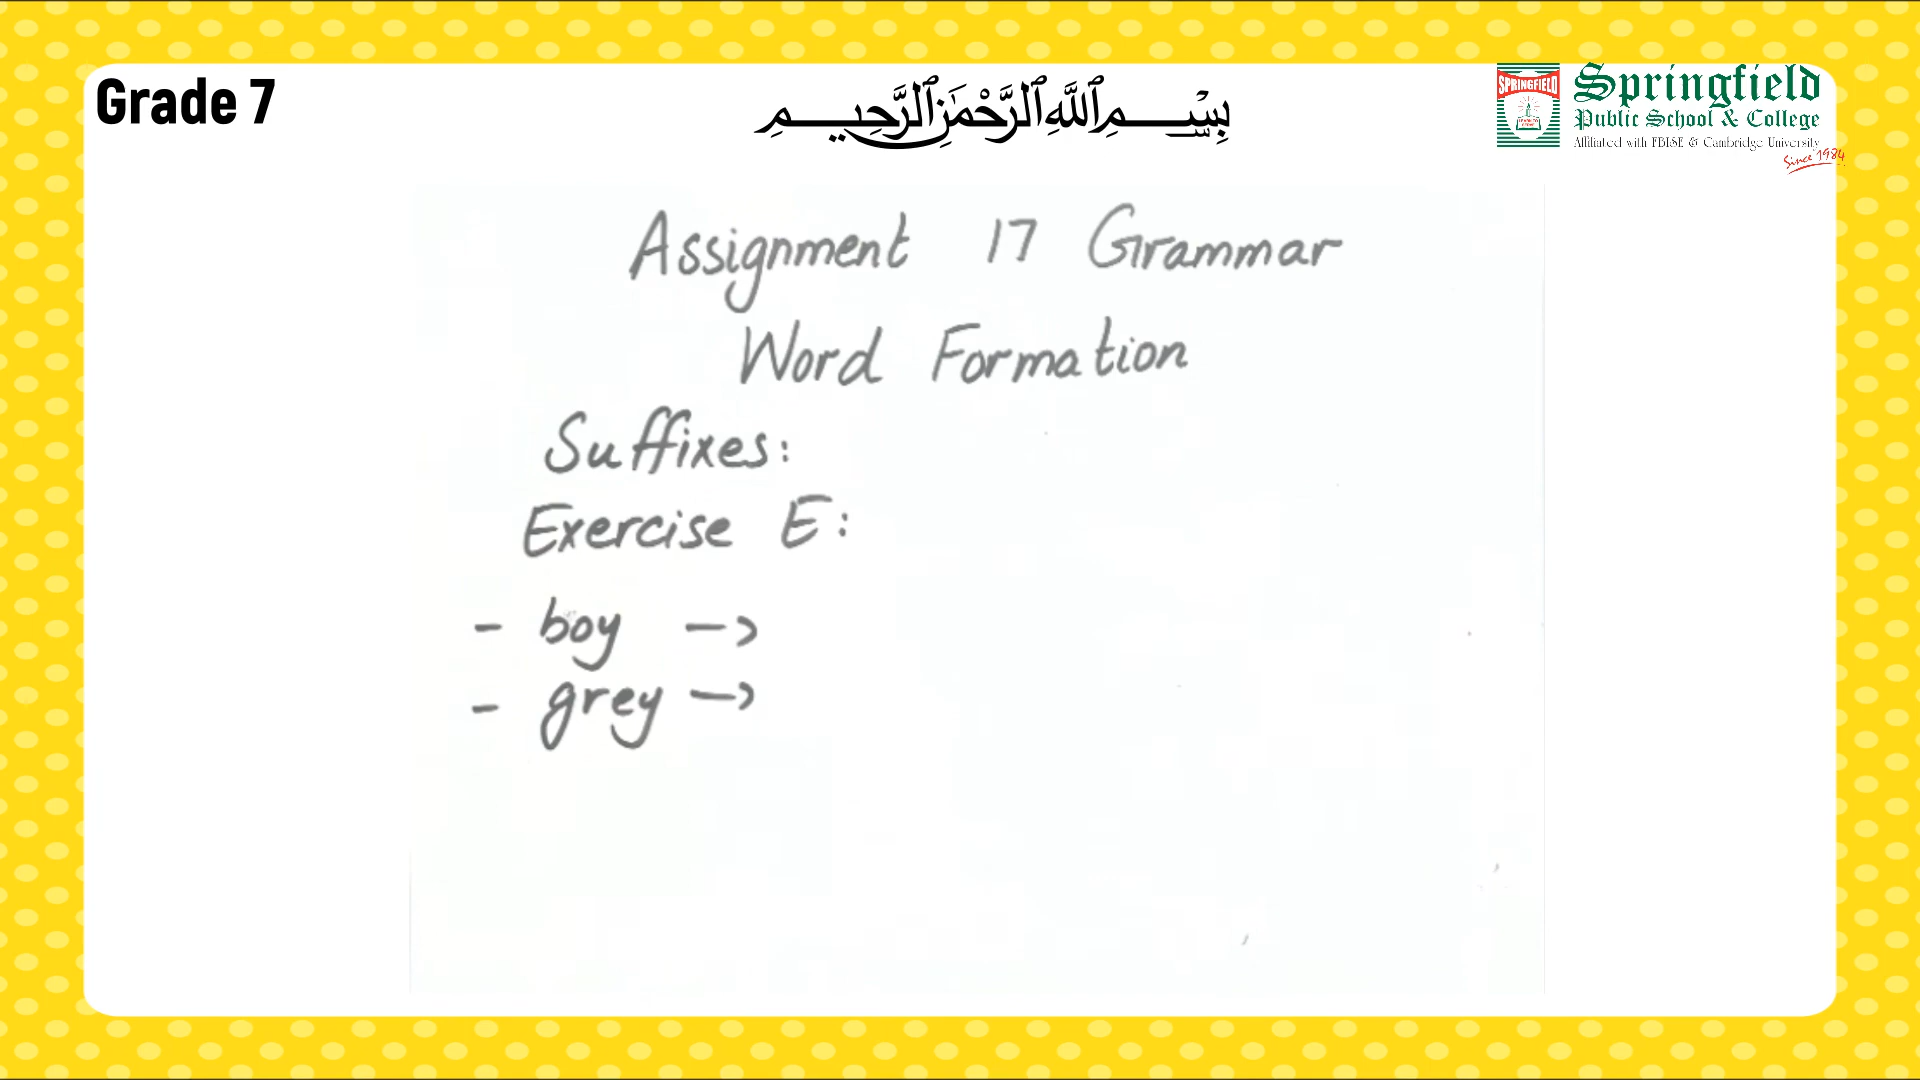 Grade 7
بِسْمِ ٱللَّهِ ٱلرَّحْمَٰنِ ٱلرَّحِيمِ
SPRINGFIELD
Springfield
Public School & College
Affiliated with FBISE & Cambridge University
Since 1984
Assignment 17 Grammar
Word Formation
Suffixes:
Exercise E:
- boy ->
- grey ->